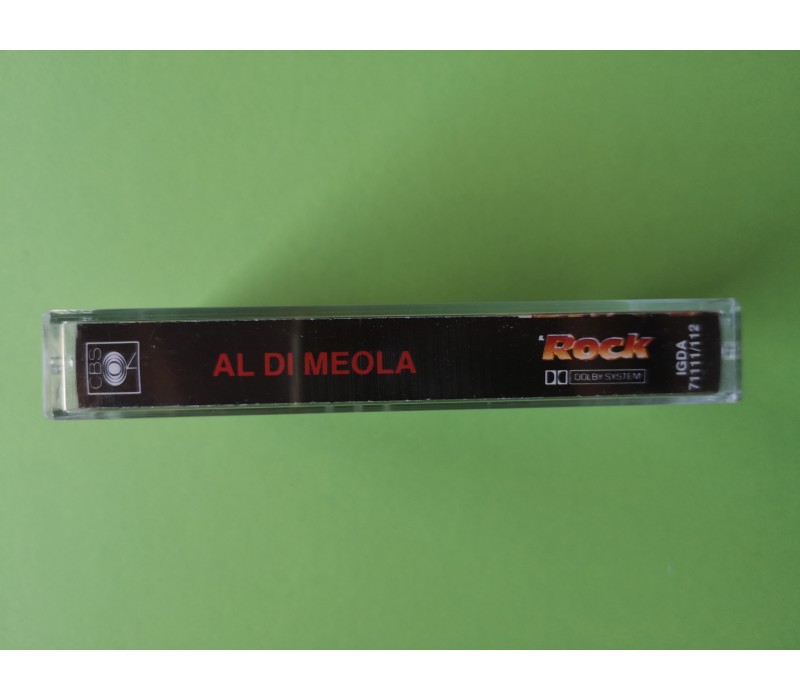 CBS
AL DI MEOLA
Rock
DOLBY SYSTEM
IGDA
71111/112